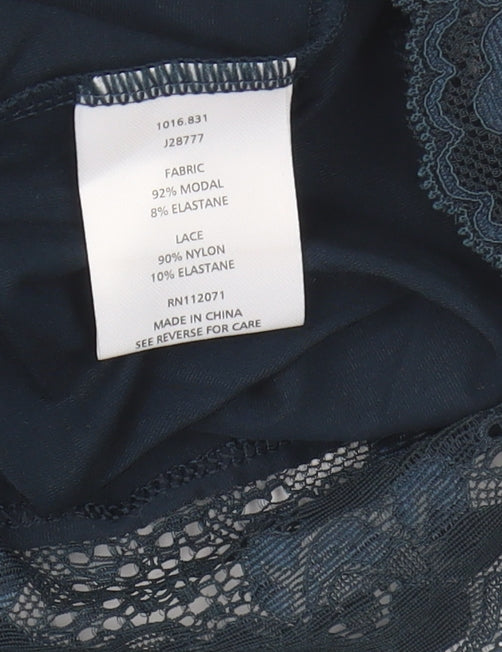 1016.831
J28777
FABRIC
92% MODAL
8% ELASTANE
LACE
90% NYLON
10% ELASTANE
RN112071
MADE IN CHINA
SEE REVERSE FOR CARE